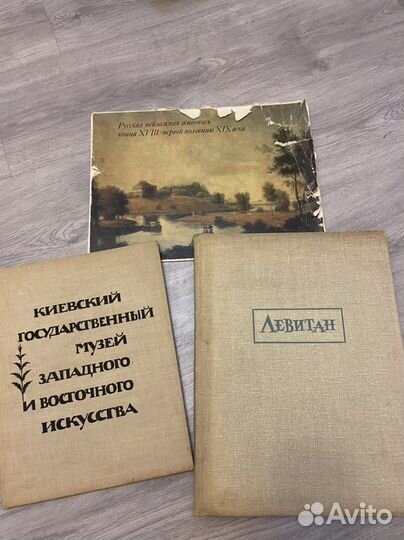 Русская пейзажная живопись
конца XVIII-первой половины XIX века
КИЕВСКИЙ
ГОСУДАРСТВЕННЫЙ
МУЗЕЙ
ЗАПАДНОГО
И ВОСТОЧНОГО
ИСКУССТВА
ЛЕВИТАН
Avito